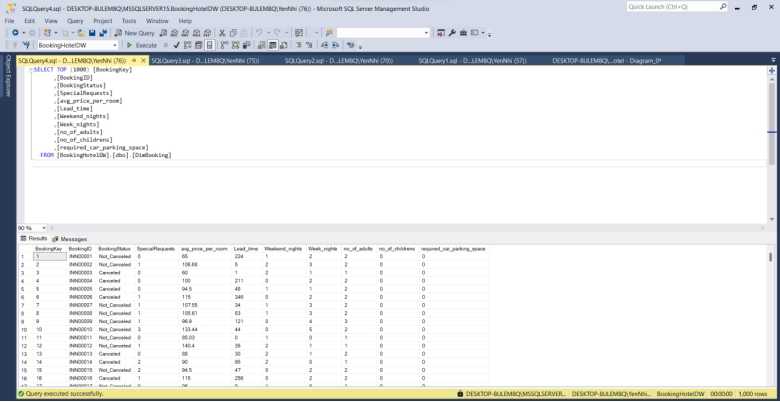 SQLQuery4.sql - DESKTOP-BULEM8Q\MSSQLSERVER15.BookingHotelDW (DESKTOP-BULEM8Q\YenNhi (76)) - Microsoft SQL Server Management Studio
Quick Launch (Ctrl+Q)
File Edit View Query Project Tools Window Help
New Query
BookingHotelDW Execute
Object Explorer
SQLQuery4.sql - D...LEM8Q\YenNhi (76)) SQLQuery3.sql - D...LEM8Q\YenNhi (75)) SQLQuery2.sql - D...LEM8Q\YenNhi (70)) SQLQuery1.sql - D...LEM8Q\YenNhi (57)) DESKTOP-BULEM8Q\...otel - Diagram_0*
SELECT TOP (1000) [BookingKey]
,[BookingID]
,[BookingStatus]
,[SpecialRequests]
,[avg_price_per_room]
,[Lead_time]
,[Weekend_nights]
,[Week_nights]
,[no_of_adults]
,[no_of_childrens]
,[required_car_parking_space]
FROM [BookingHotelDW].[dbo].[DimBooking]
90 %
Results Messages
BookingKey BookingID BookingStatus SpecialRequests avg_price_per_room Lead_time Weekend_nights Week_nights no_of_adults no_of_childrens required_car_parking_space
1 1 INN00001 Not_Canceled 0 65 224 1 2 2 0 0
2 2 INN00002 Not_Canceled 1 106.68 5 2 3 2 0 0
3 3 INN00003 Canceled 0 60 1 2 1 1 0 0
4 4 INN00004 Canceled 0 100 211 0 2 2 0 0
5 5 INN00005 Canceled 0 94.5 48 1 1 2 0 0
6 6 INN00006 Canceled 1 115 346 0 2 2 0 0
7 7 INN00007 Not_Canceled 1 107.55 34 1 3 2 0 0
8 8 INN00008 Not_Canceled 1 105.61 83 1 3 2 0 0
9 9 INN00009 Not_Canceled 1 96.9 121 0 4 3 0 0
10 10 INN00010 Not_Canceled 3 133.44 44 0 5 2 0 0
11 11 INN00011 Not_Canceled 0 85.03 0 1 0 1 0 0
12 12 INN00012 Not_Canceled 1 140.4 35 2 1 1 0 0
13 13 INN00013 Canceled 0 88 30 2 1 2 0 0
14 14 INN00014 Canceled 2 90 95 2 0 1 0 0
15 15 INN00015 Not_Canceled 2 94.5 47 0 2 2 0 0
16 16 INN00016 Canceled 1 115 256 0 2 2 0 0
Query executed successfully. DESKTOP-BULEM8Q\MSSQLSERVER... DESKTOP-BULEM8Q\YenNhi... BookingHotelDW 00:00:00 1,000 rows